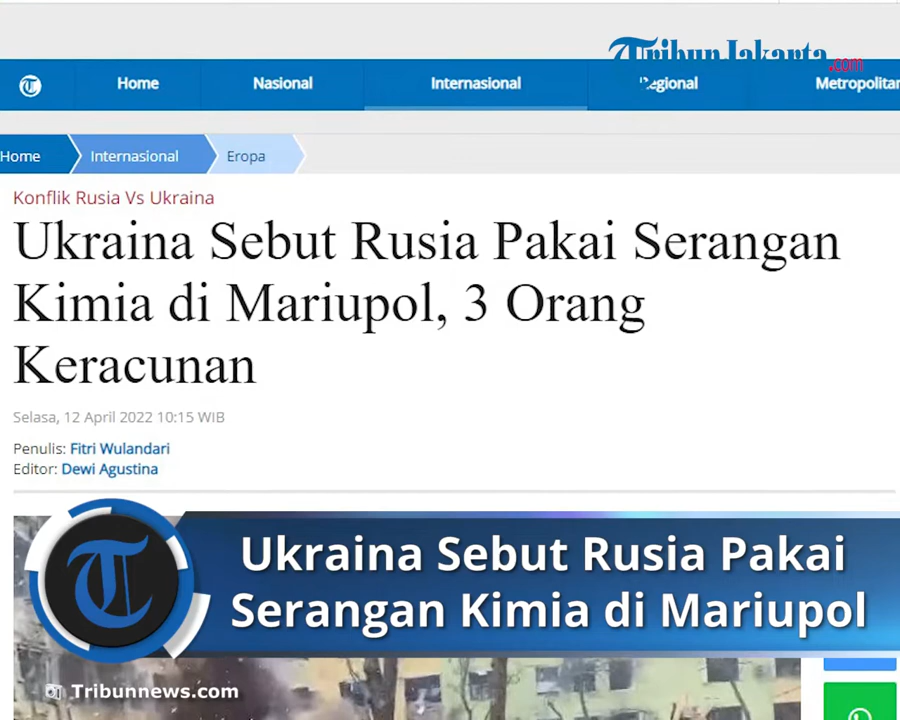 TribunJakarta
.com
Home Nasional Internasional Regional Metropolitan
Home Internasional Eropa
Konflik Rusia Vs Ukraina
Ukraina Sebut Rusia Pakai Serangan
Kimia di Mariupol, 3 Orang
Keracunan
Selasa, 12 April 2022 10:15 WIB
Penulis: Fitri Wulandari
Editor: Dewi Agustina
Ukraina Sebut Rusia Pakai
Serangan Kimia di Mariupol
Tribunnews.com